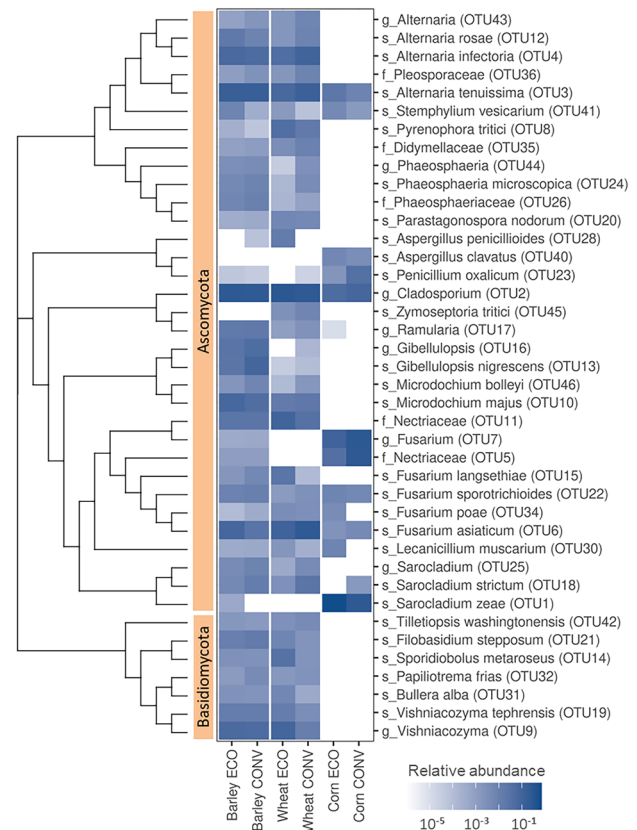 g_Alternaria (OTU43)
s_Alternaria rosae (OTU12)
s_Alternaria infectoria (OTU4)
f_Pleosporaceae (OTU36)
s_Alternaria tenuissima (OTU3)
s_Stemphylium vesicarium (OTU41)
s_Pyrenophora tritici (OTU8)
f_Didymellaceae (OTU35)
g_Phaeosphaeria (OTU44)
s_Phaeosphaeria microscopica (OTU24)
f_Phaeosphaeriaceae (OTU26)
s_Parastagonospora nodorum (OTU20)
s_Aspergillus penicillioides (OTU28)
s_Aspergillus clavatus (OTU40)
s_Penicillium oxalicum (OTU23)
g_Cladosporium (OTU2)
s_Zymoseptoria tritici (OTU45)
g_Ramularia (OTU17)
g_Gibellulopsis (OTU16)
s_Gibellulopsis nigrescens (OTU13)
s_Microdochium bolleyi (OTU46)
s_Microdochium majus (OTU10)
f_Nectriaceae (OTU11)
g_Fusarium (OTU7)
f_Nectriaceae (OTU5)
s_Fusarium langsethiae (OTU15)
s_Fusarium sporotrichioides (OTU22)
s_Fusarium poae (OTU34)
s_Fusarium asiaticum (OTU6)
s_Lecanicillium muscarium (OTU30)
g_Sarocladium (OTU25)
s_Sarocladium strictum (OTU18)
s_Sarocladium zeae (OTU1)
s_Tilletiopsis washingtonensis (OTU42)
s_Filobasidium stepposum (OTU21)
s_Sporidiobolus metaroseus (OTU14)
s_Papiliotrema frias (OTU32)
s_Bullera alba (OTU31)
s_Vishniacozyma tephrensis (OTU19)
g_Vishniacozyma (OTU9)
Ascomycota
Basidiomycota
Barley ECO
Barley CONV
Wheat ECO
Wheat CONV
Corn ECO
Corn CONV
Relative abundance
10⁻⁵ 10⁻³ 10⁻¹